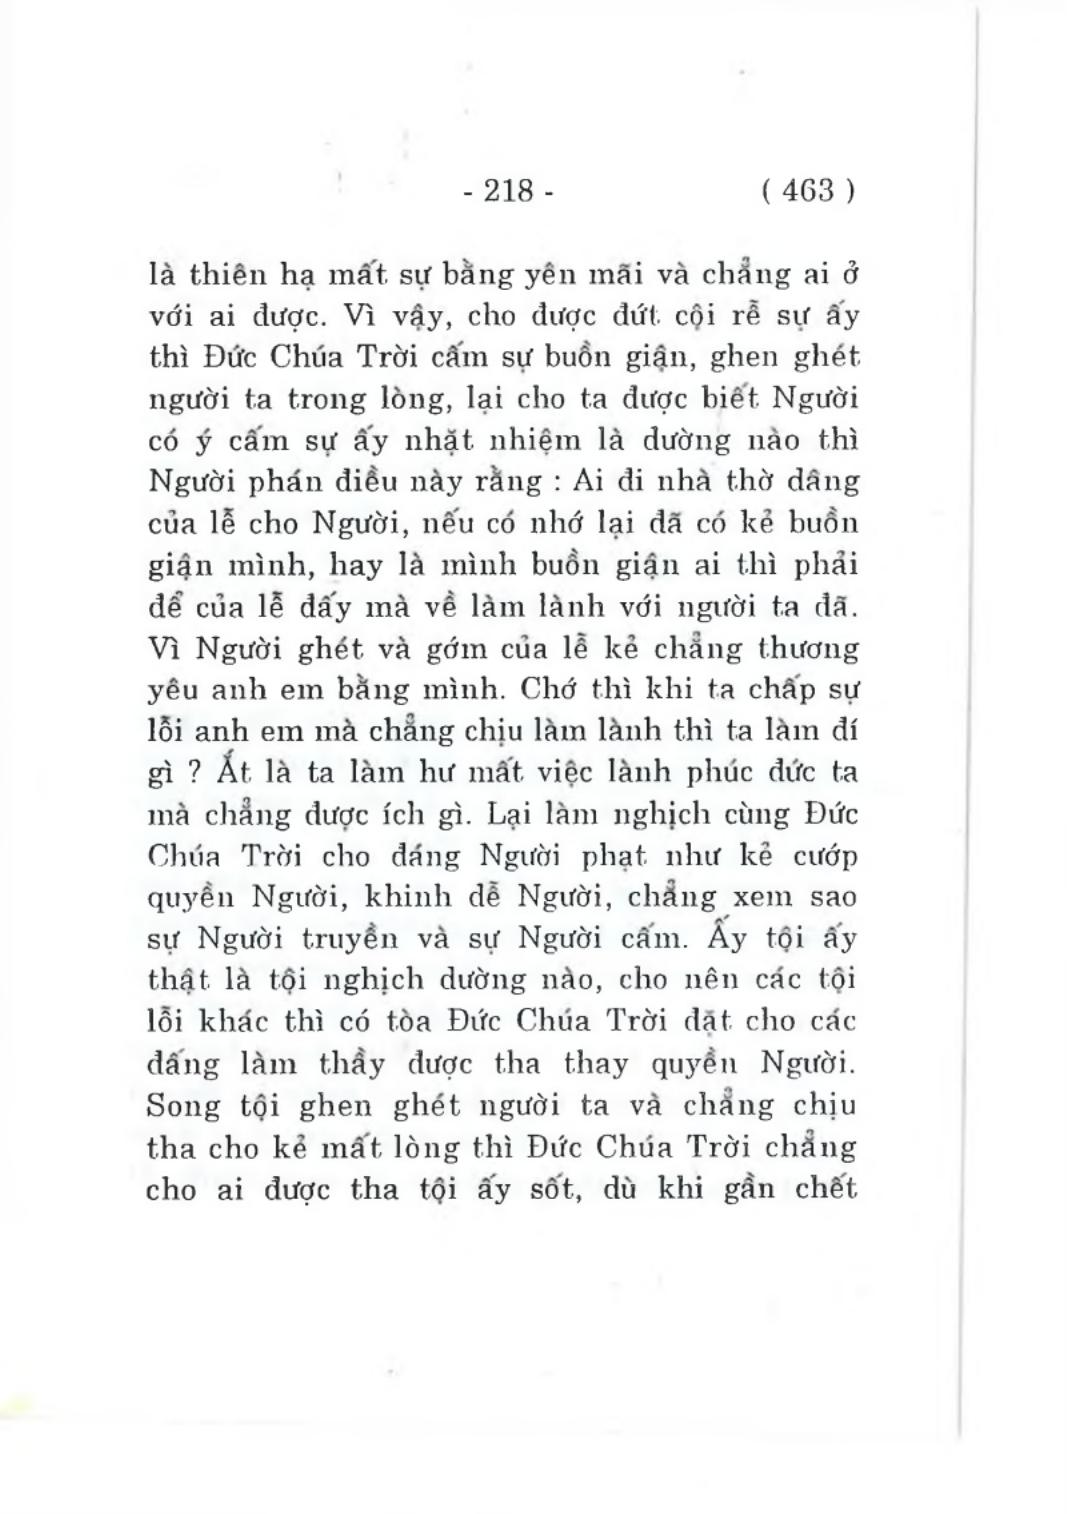 - 218 - ( 463 )
là thiên hạ mất sự bằng yên mãi và chẳng ai ở
với ai được. Vì vậy, cho được đứt cội rễ sự ấy
thì Đức Chúa Trời cấm sự buồn giận, ghen ghét
người ta trong lòng, lại cho ta được biết Người
có ý cấm sự ấy nhặt nhiệm là dường nào thì
Người phán điều này rằng : Ai đi nhà thờ dâng
của lễ cho Người, nếu có nhớ lại đã có kẻ buồn
giận mình, hay là mình buồn giận ai thì phải
để của lễ đấy mà về làm lành với người ta đã.
Vì Người ghét và gớm của lễ kẻ chẳng thương
yêu anh em bằng mình. Chớ thì khi ta chấp sự
lỗi anh em mà chẳng chịu làm lành thì ta làm đí
gì ? Ắt là ta làm hư mất việc lành phúc đức ta
mà chẳng được ích gì. Lại làm nghịch cùng Đức
Chúa Trời cho đáng Người phạt như kẻ cướp
quyền Người, khinh dễ Người, chẳng xem sao
sự Người truyền và sự Người cấm. Ấy tội ấy
thật là tội nghịch dường nào, cho nên các tội
lỗi khác thì có tòa Đức Chúa Trời đặt cho các
đấng làm thầy được tha thay quyền Người.
Song tội ghen ghét người ta và chẳng chịu
tha cho kẻ mất lòng thì Đức Chúa Trời chẳng
cho ai được tha tội ấy sốt, dù khi gần chết